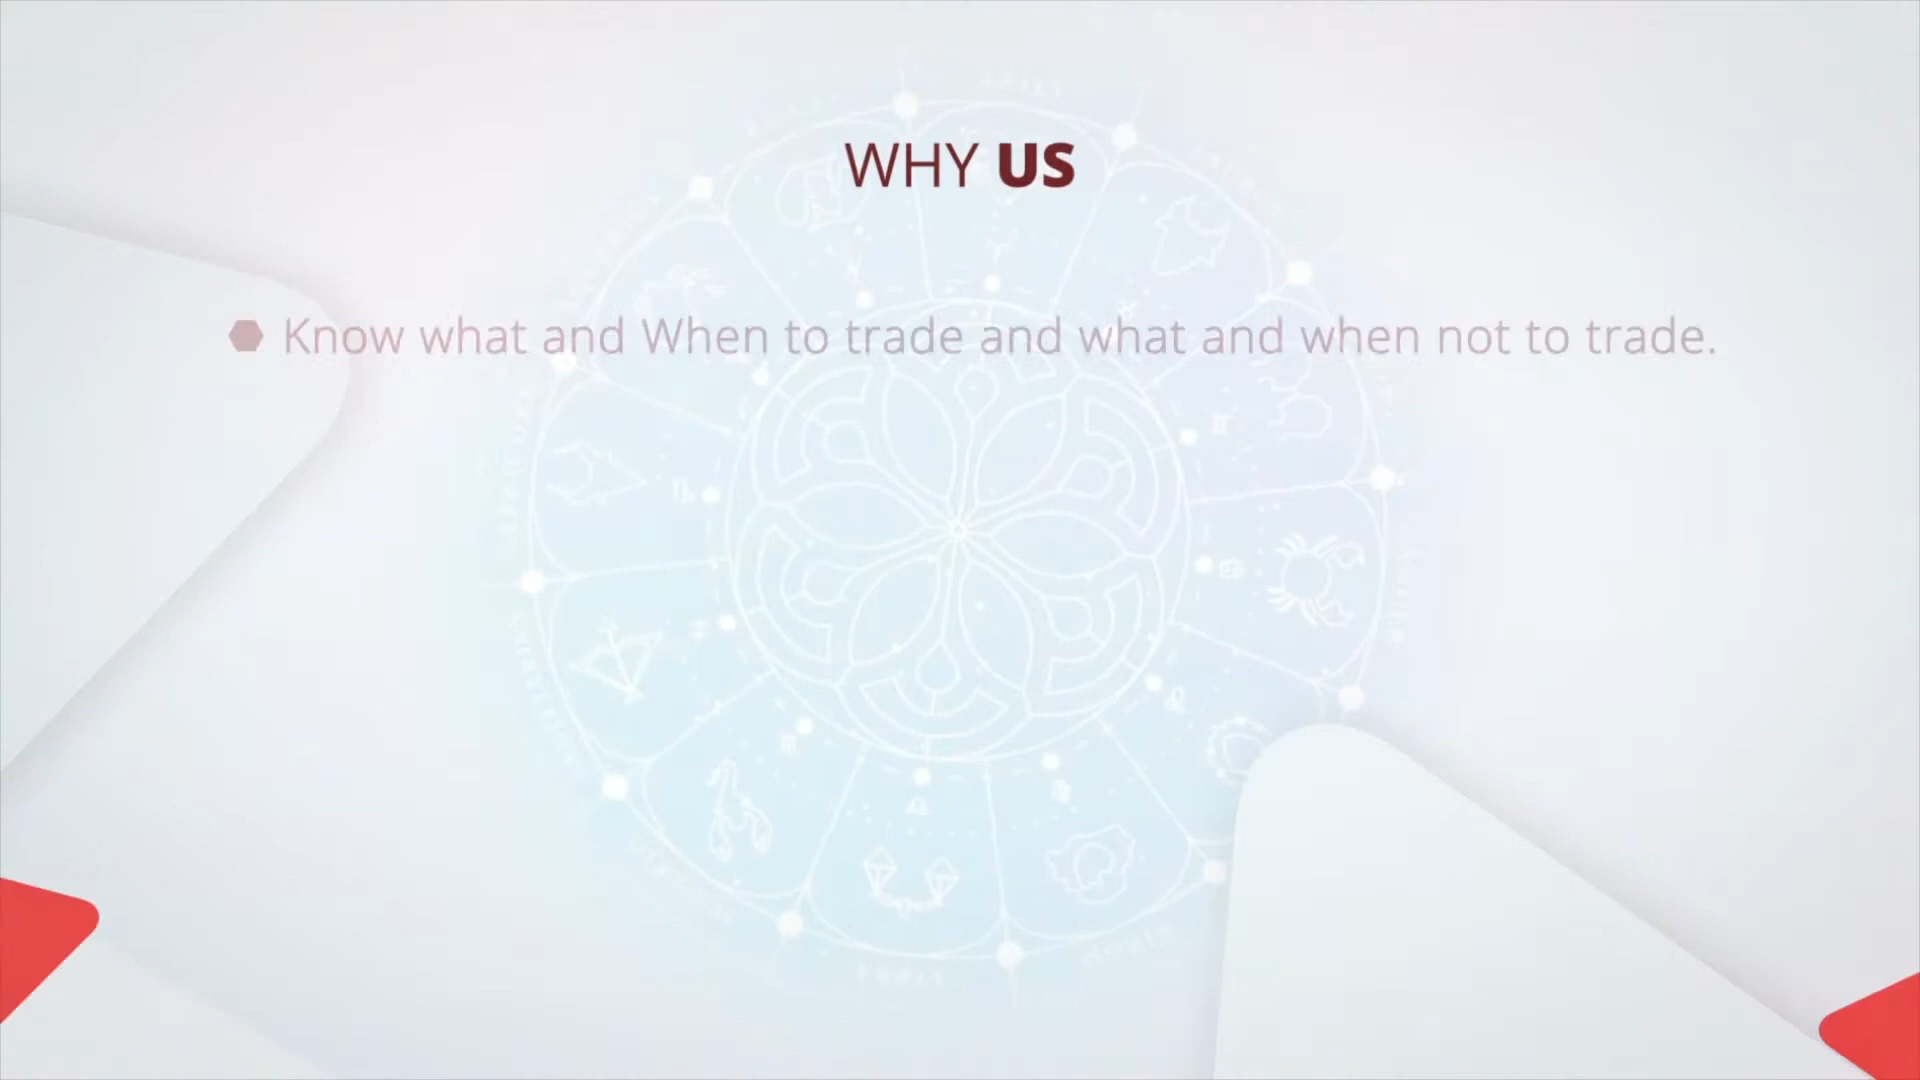 WHY US
Know what and When to trade and what and when not to trade.